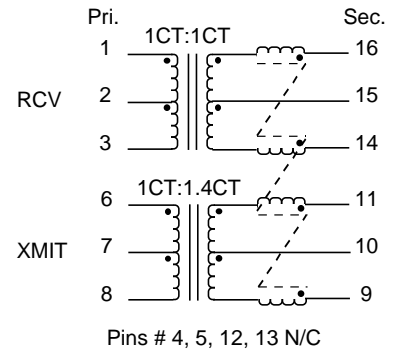 Pri. Sec.
1CT:1CT
1 16
RCV 2 15
3 14
1CT:1.4CT
6 11
XMIT 7 10
8 9
Pins # 4, 5, 12, 13 N/C